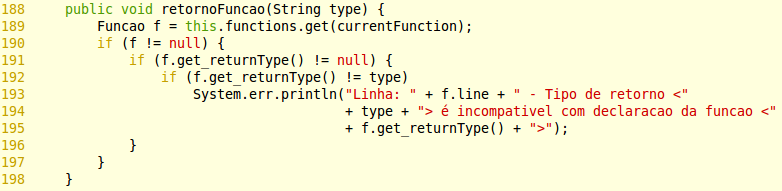 188     public void retornoFuncao(String type) {
189         Funcao f = this.functions.get(currentFunction);
190         if (f != null) {
191             if (f.get_returnType() != null) {
192                 if (f.get_returnType() != type)
193                     System.err.println("Linha: " + f.line + " - Tipo de retorno <"
194                                        + type + "> é incompativel com declaracao da funcao <"
195                                        + f.get_returnType() + ">");
196             }
197         }
198     }